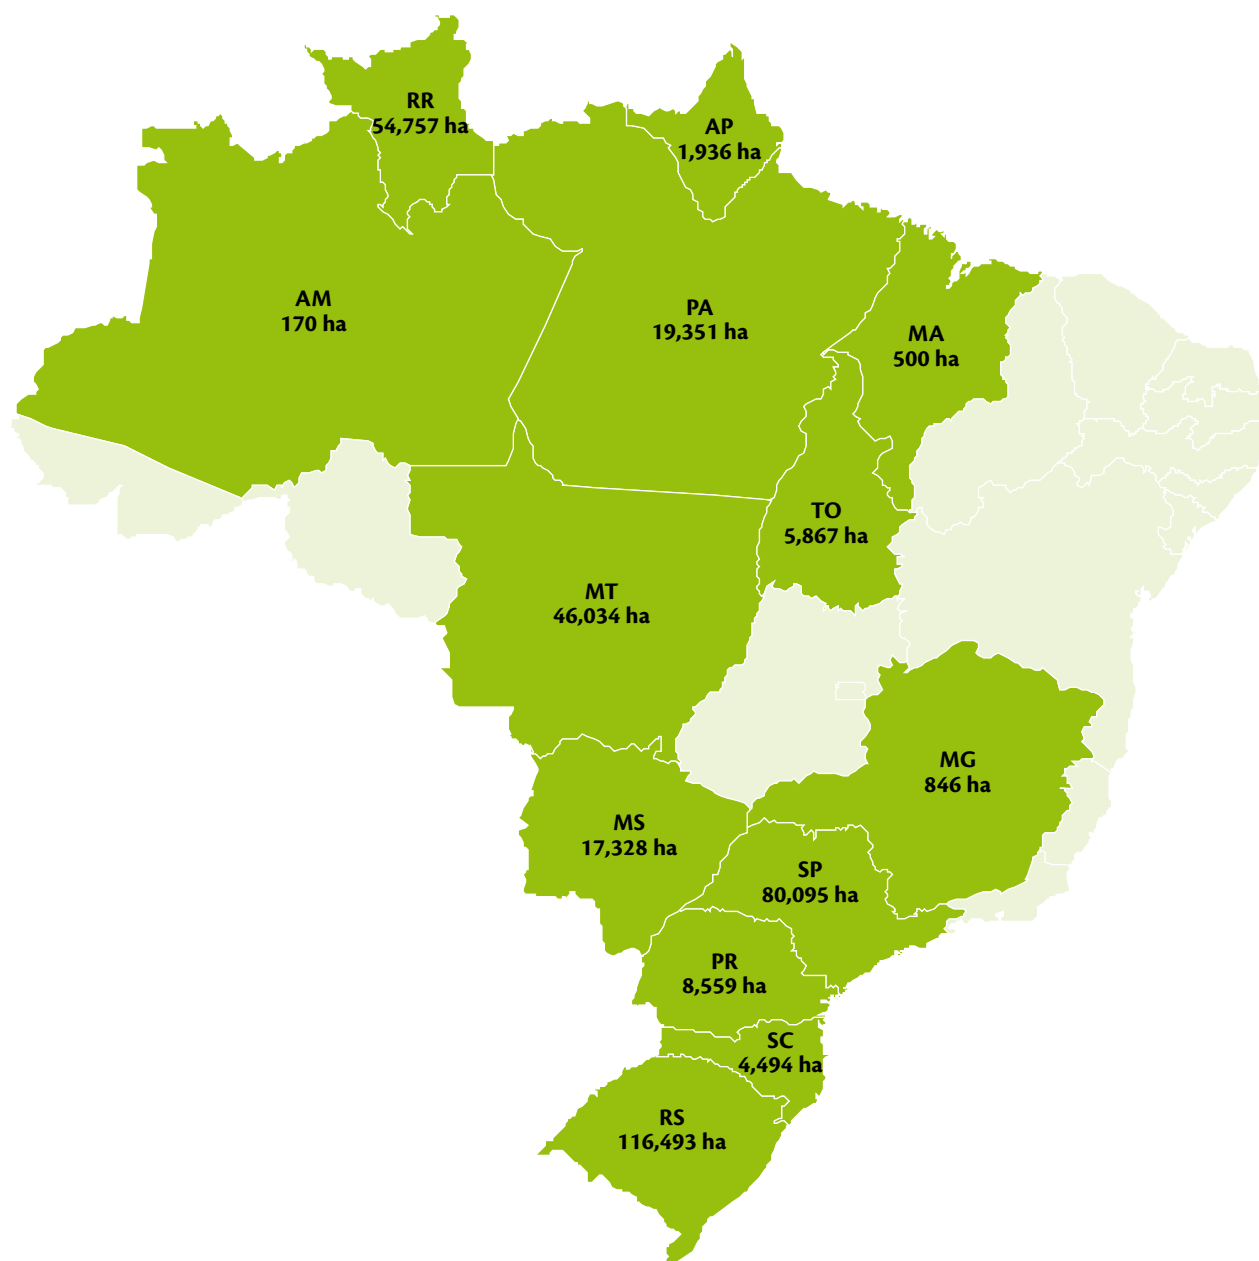 RR
54,757 ha
AP
1,936 ha
AM
170 ha
PA
19,351 ha
MA
500 ha
TO
5,867 ha
MT
46,034 ha
MG
846 ha
MS
17,328 ha
SP
80,095 ha
PR
8,559 ha
SC
4,494 ha
RS
116,493 ha